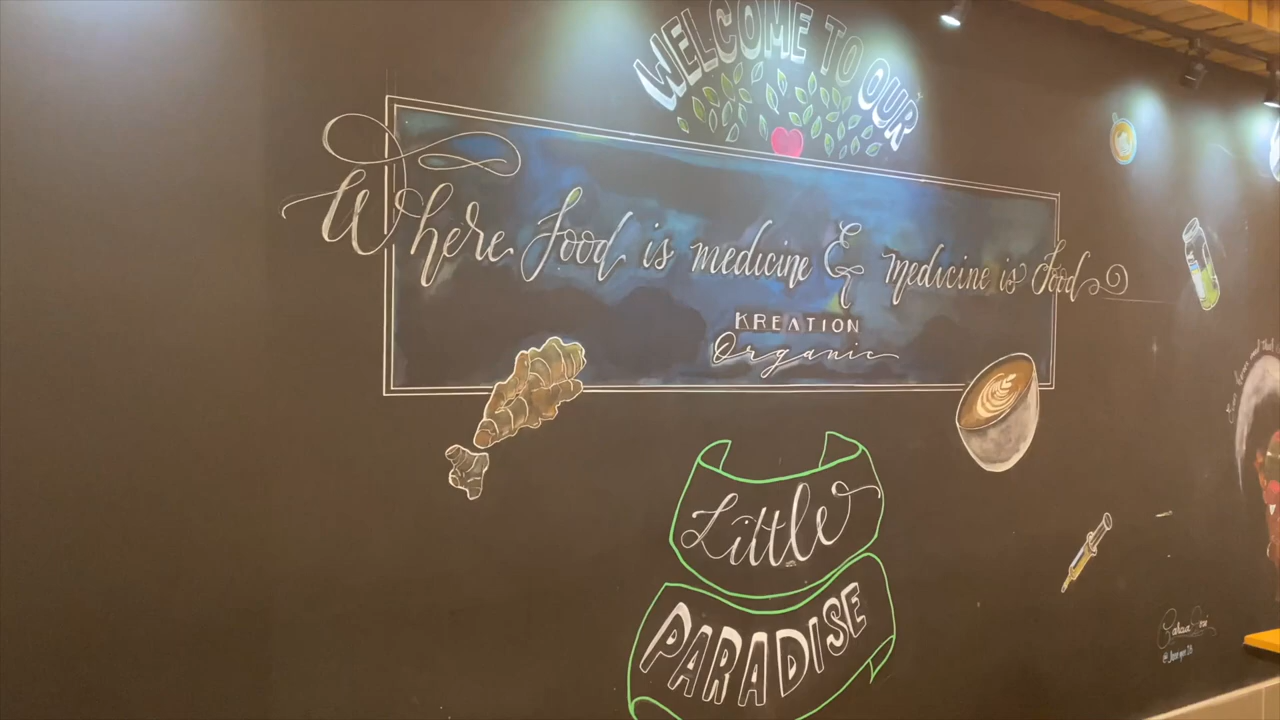 WELCOME TO OUR
Where Food is medicine & medicine is Food
KREATION
Organic
Little
PARADISE